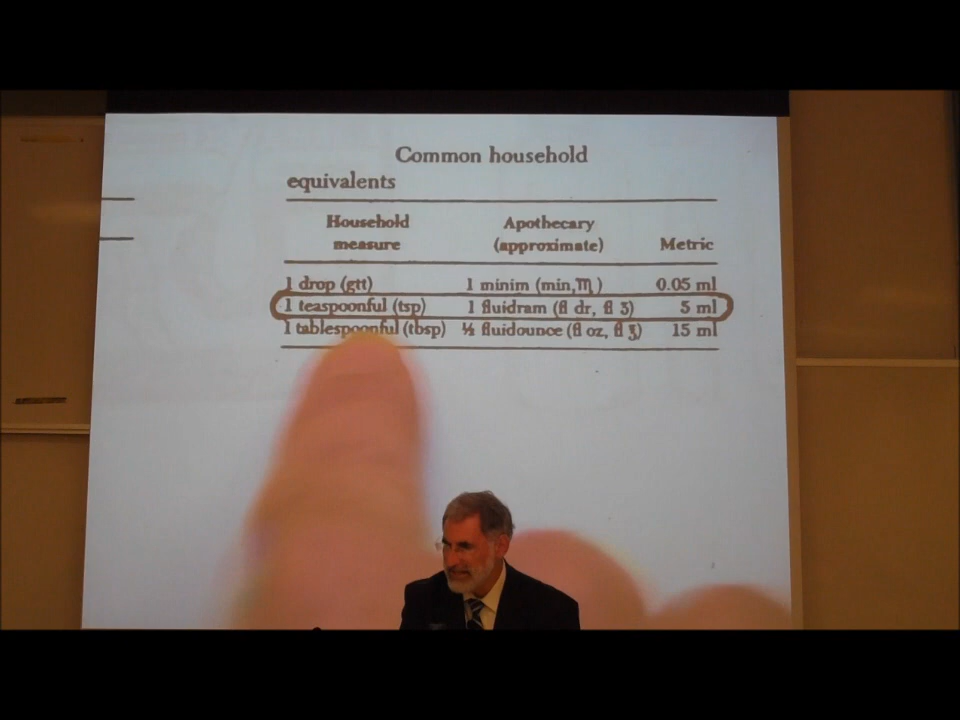 Common household
equivalents
Household measure Apothecary (approximate) Metric
1 drop (gtt) 1 minim (min, ♏) 0.05 ml
1 teaspoonful (tsp) 1 fluidram (fl dr, fl ʒ) 5 ml
1 tablespoonful (tbsp) ½ fluidounce (fl oz, fl ℥) 15 ml